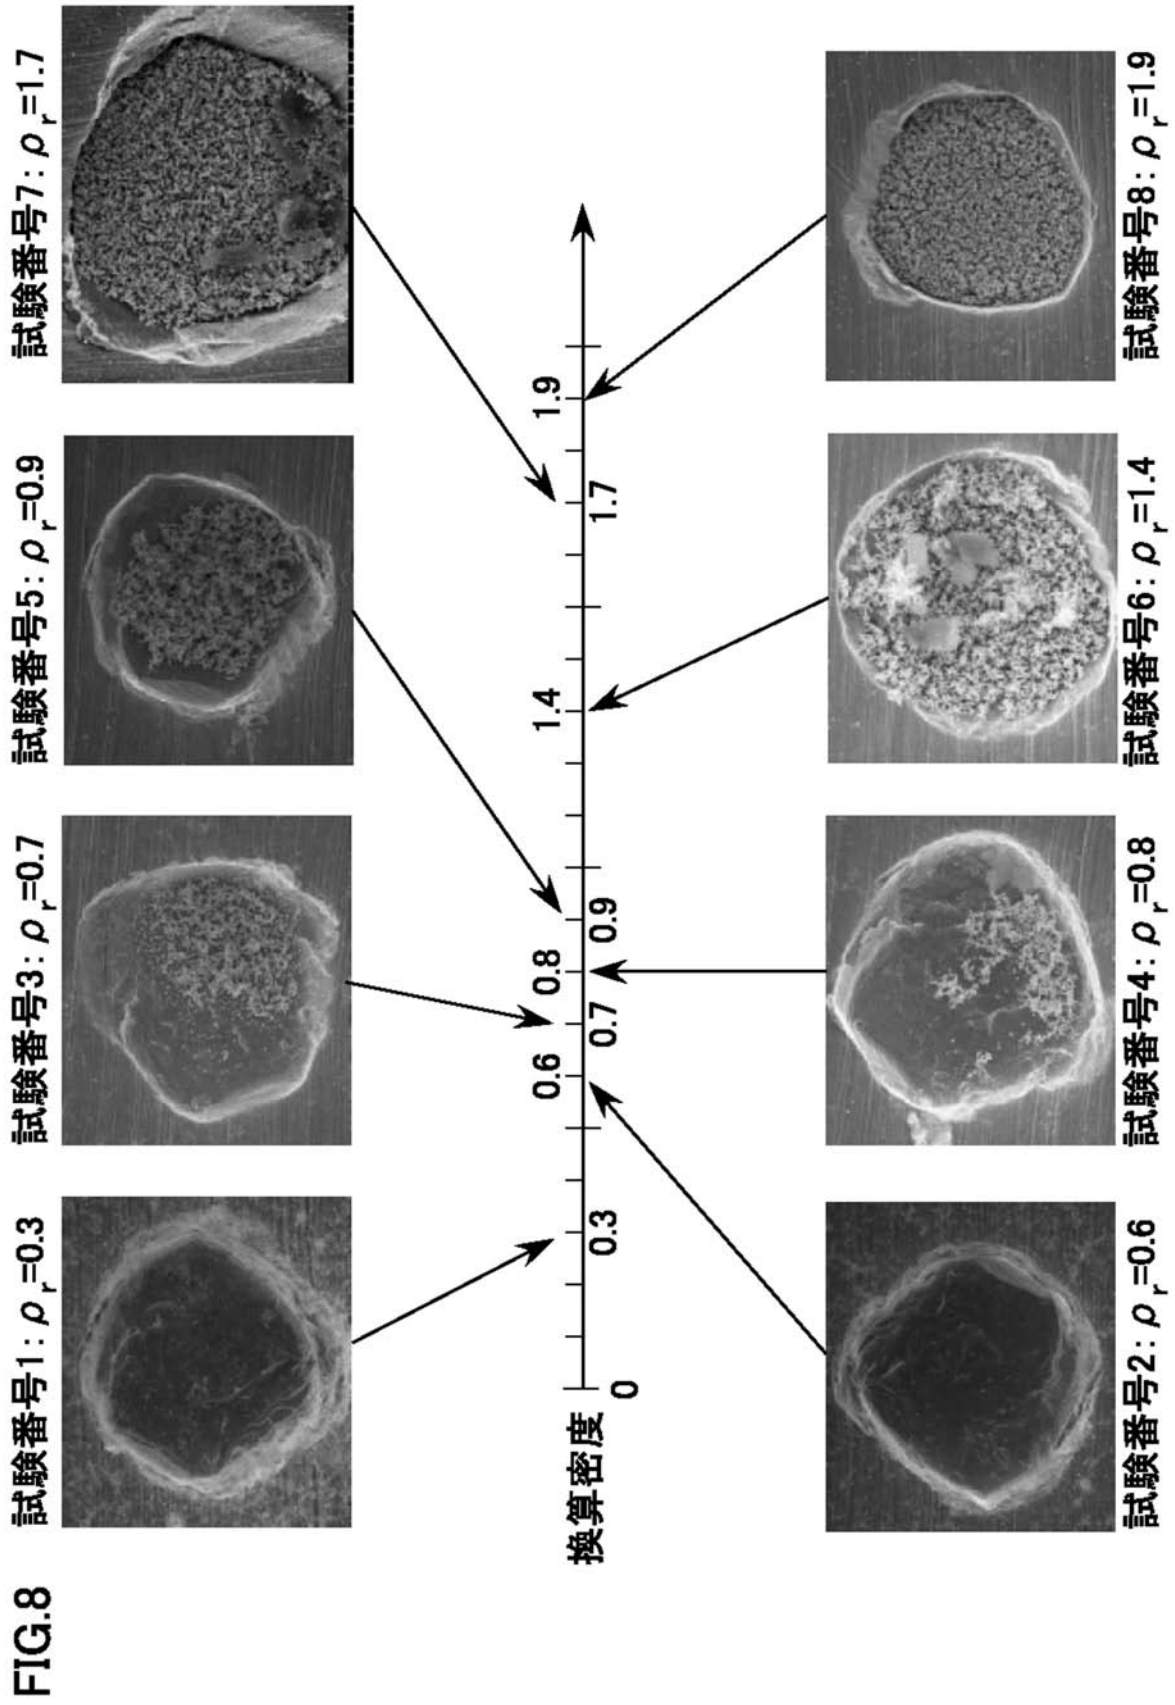 FIG.8
試験番号1:ρr=0.3
試験番号3:ρr=0.7
試験番号5:ρr=0.9
試験番号7:ρr=1.7
換算密度
0.6
0.8
1.4
1.9
0
0.3
0.7
0.9
1.7
試験番号2:ρr=0.6
試験番号4:ρr=0.8
試験番号6:ρr=1.4
試験番号8:ρr=1.9